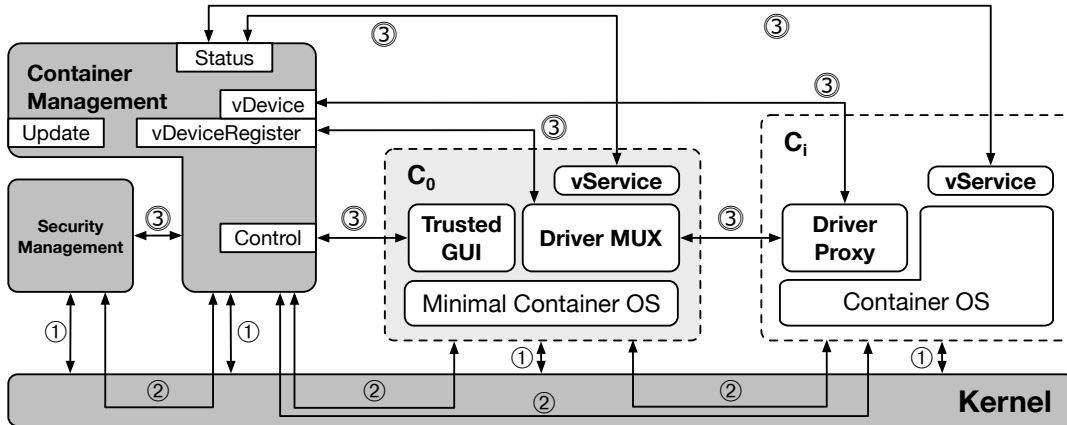 ③
③
Status
Container
Management
vDevice
③
Update
vDeviceRegister
③
C0
vService
Ci
vService
Security
Management
③
Control
③
Trusted
GUI
Driver MUX
③
Driver
Proxy
Minimal Container OS
Container OS
①
①
①
①
②
②
②
②
Kernel